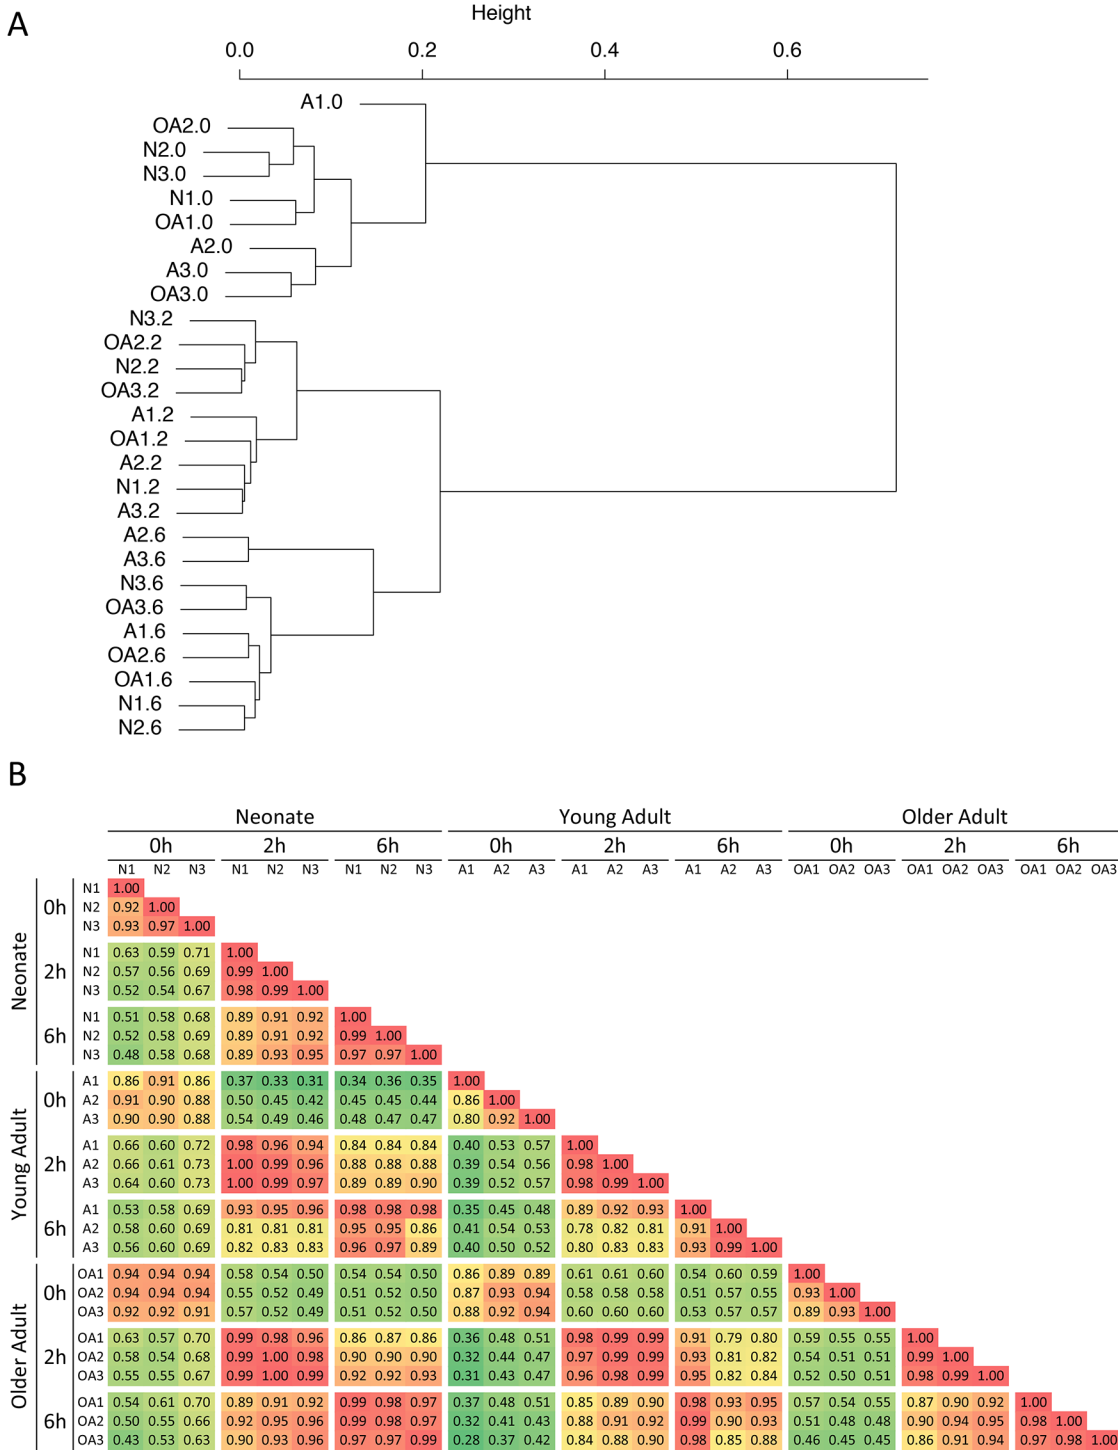 A
Height
0.0 0.2 0.4 0.6
A1.0
OA2.0
N2.0
N3.0
N1.0
OA1.0
A2.0
A3.0
OA3.0
N3.2
OA2.2
N2.2
OA3.2
A1.2
OA1.2
A2.2
N1.2
A3.2
A2.6
A3.6
N3.6
OA3.6
A1.6
OA2.6
OA1.6
N1.6
N2.6
B
Neonate Young Adult Older Adult
0h 2h 6h 0h 2h 6h 0h 2h 6h
N1 N2 N3 N1 N2 N3 N1 N2 N3 A1 A2 A3 A1 A2 A3 A1 A2 A3 OA1 OA2 OA3 OA1 OA2 OA3 OA1 OA2 OA3
Neonate
0h
N1 1.00
N2 0.92 1.00
N3 0.93 0.97 1.00
2h
N1 0.63 0.59 0.71 1.00
N2 0.57 0.56 0.69 0.99 1.00
N3 0.52 0.54 0.67 0.98 0.99 1.00
6h
N1 0.51 0.58 0.68 0.89 0.91 0.92 1.00
N2 0.52 0.58 0.69 0.89 0.91 0.92 0.99 1.00
N3 0.48 0.58 0.68 0.89 0.93 0.95 0.97 0.97 1.00
Young Adult
0h
A1 0.86 0.91 0.86 0.37 0.33 0.31 0.34 0.36 0.35 1.00
A2 0.91 0.90 0.88 0.50 0.45 0.42 0.45 0.45 0.44 0.86 1.00
A3 0.90 0.90 0.88 0.54 0.49 0.46 0.48 0.47 0.47 0.80 0.92 1.00
2h
A1 0.66 0.60 0.72 0.98 0.96 0.94 0.84 0.84 0.84 0.40 0.53 0.57 1.00
A2 0.66 0.61 0.73 1.00 0.99 0.96 0.88 0.88 0.88 0.39 0.54 0.56 0.98 1.00
A3 0.64 0.60 0.73 1.00 0.99 0.97 0.89 0.89 0.90 0.39 0.52 0.57 0.98 0.99 1.00
6h
A1 0.53 0.58 0.69 0.93 0.95 0.96 0.98 0.98 0.98 0.35 0.45 0.48 0.89 0.92 0.93 1.00
A2 0.58 0.60 0.69 0.81 0.81 0.81 0.95 0.95 0.86 0.41 0.54 0.53 0.78 0.82 0.81 0.91 1.00
A3 0.56 0.60 0.69 0.82 0.83 0.83 0.96 0.97 0.89 0.40 0.50 0.52 0.80 0.83 0.83 0.93 0.99 1.00
Older Adult
0h
OA1 0.94 0.94 0.94 0.58 0.54 0.50 0.54 0.54 0.50 0.86 0.89 0.89 0.61 0.61 0.60 0.54 0.60 0.59 1.00
OA2 0.94 0.94 0.94 0.55 0.52 0.49 0.51 0.52 0.50 0.87 0.93 0.94 0.58 0.58 0.58 0.51 0.57 0.55 0.93 1.00
OA3 0.92 0.92 0.91 0.57 0.52 0.49 0.51 0.52 0.50 0.88 0.92 0.94 0.60 0.60 0.60 0.53 0.57 0.57 0.89 0.93 1.00
2h
OA1 0.63 0.57 0.70 0.99 0.98 0.96 0.86 0.87 0.86 0.36 0.48 0.51 0.98 0.99 0.99 0.91 0.79 0.80 0.59 0.55 0.55 1.00
OA2 0.58 0.54 0.68 0.99 1.00 0.98 0.90 0.90 0.90 0.32 0.44 0.47 0.97 0.99 0.99 0.93 0.81 0.82 0.54 0.51 0.51 0.99 1.00
OA3 0.55 0.55 0.67 0.99 1.00 0.99 0.92 0.92 0.93 0.31 0.43 0.47 0.96 0.98 0.99 0.95 0.82 0.84 0.52 0.50 0.51 0.98 0.99 1.00
6h
OA1 0.54 0.61 0.70 0.89 0.91 0.92 0.99 0.98 0.97 0.37 0.48 0.51 0.85 0.89 0.90 0.98 0.93 0.95 0.57 0.54 0.55 0.87 0.90 0.92 1.00
OA2 0.50 0.55 0.66 0.92 0.95 0.96 0.99 0.98 0.97 0.32 0.41 0.43 0.88 0.91 0.92 0.99 0.90 0.93 0.51 0.48 0.48 0.90 0.94 0.95 0.98 1.00
OA3 0.43 0.53 0.63 0.90 0.93 0.96 0.97 0.97 0.99 0.28 0.37 0.42 0.84 0.88 0.90 0.98 0.85 0.88 0.46 0.45 0.45 0.86 0.91 0.94 0.97 0.98 1.00